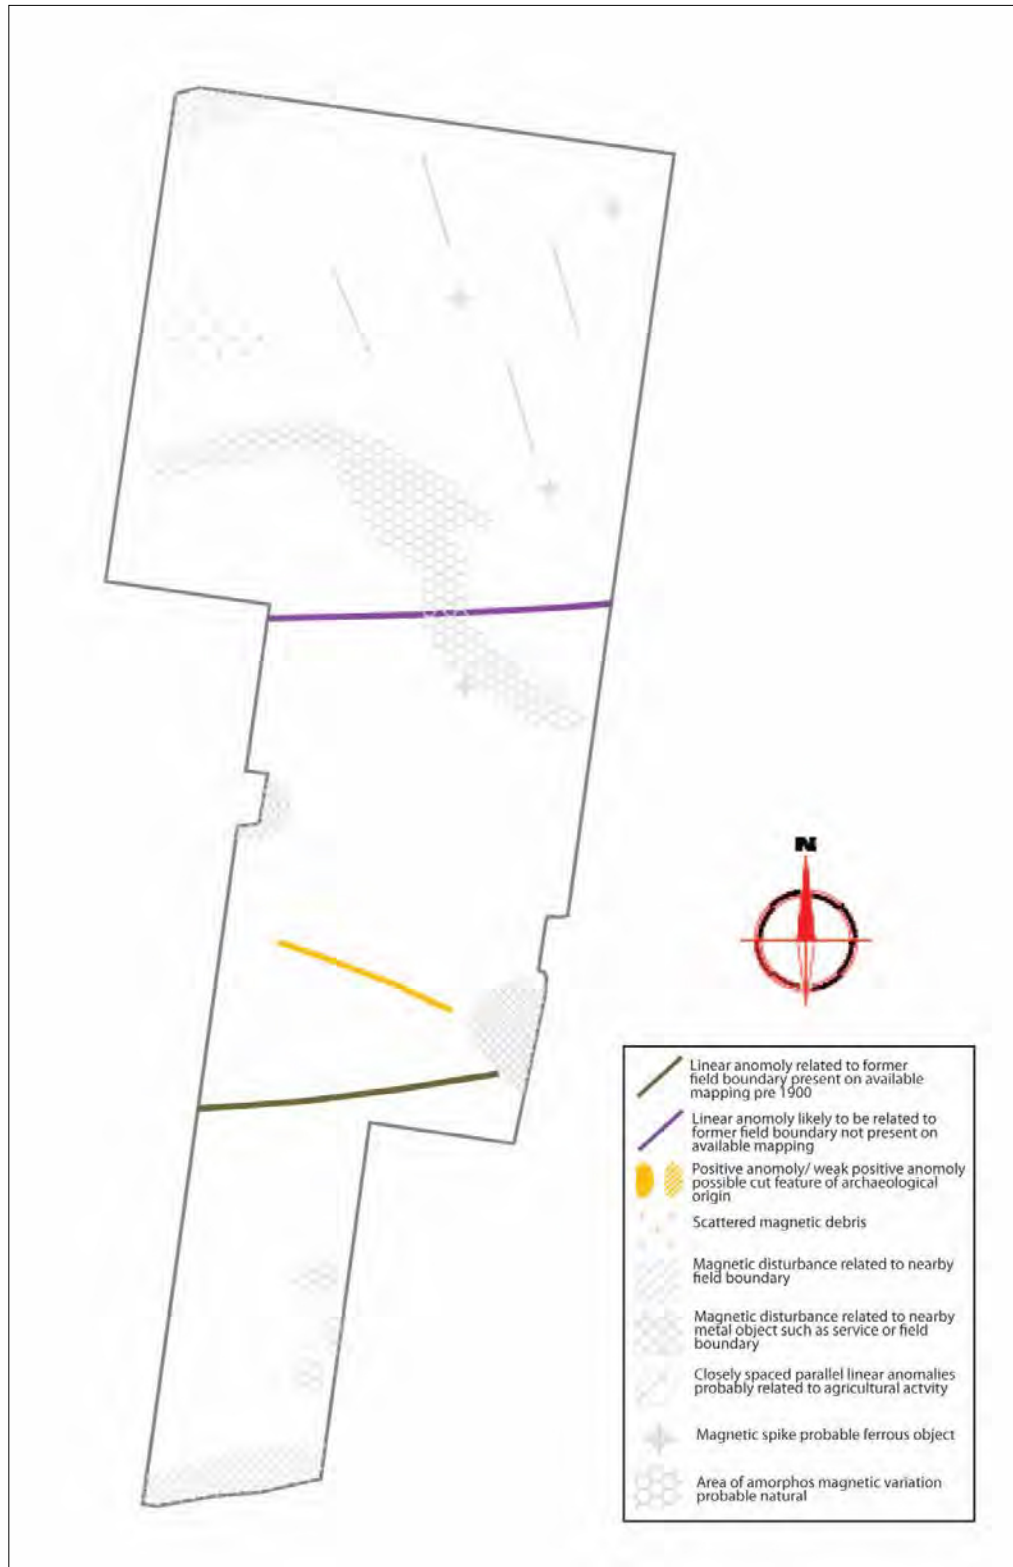 N
Linear anomoly related to former
field boundary present on available
mapping pre 1900
Linear anomoly likely to be related to
former field boundary not present on
available mapping
Positive anomoly/ weak positive anomoly
possible cut feature of archaeological
origin
Scattered magnetic debris
Magnetic disturbance related to nearby
field boundary
Magnetic disturbance related to nearby
metal object such as service or field
boundary
Closely spaced parallel linear anomalies
probably related to agricultural actvity
Magnetic spike probable ferrous object
Area of amorphos magnetic variation
probable natural